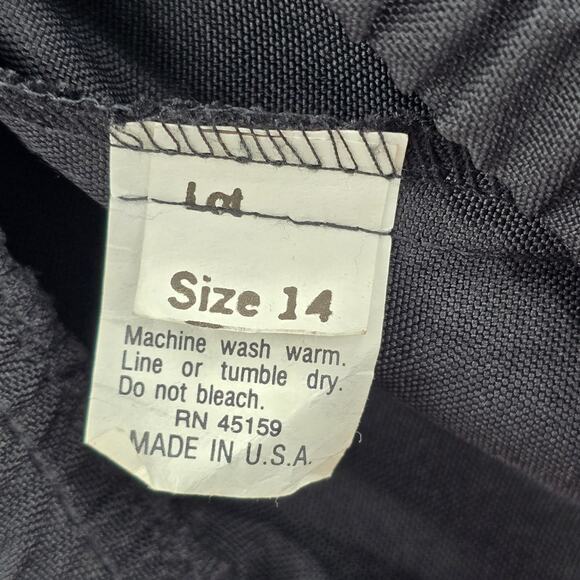 Lot
Size 14
Machine wash warm.
Line or tumble dry.
Do not bleach.
RN 45159
MADE IN U.S.A.